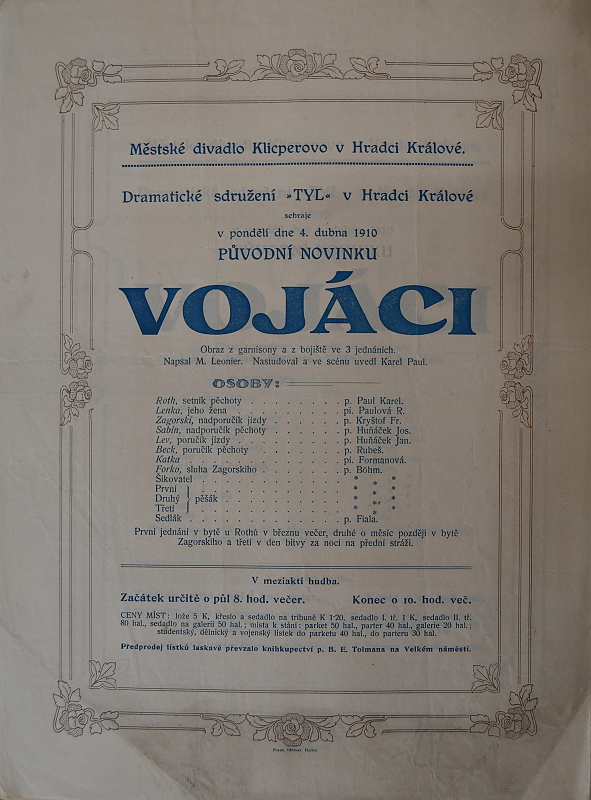 Městské divadlo Klicperovo v Hradci Králové.
Dramatické sdružení »TYL« v Hradci Králové
sehraje
v pondělí dne 4. dubna 1910
PŮVODNÍ NOVINKU
VOJÁCI
Obraz z garnisony a z bojiště ve 3 jednáních.
Napsal M. Leonier. Nastudoval a ve scénu uvedl Karel Paul.
OSOBY:
Roth, setník pěchoty . . . . . . . . . p. Paul Karel.
Lenka, jeho žena . . . . . . . . . pí. Paulová R.
Zagorski, nadporučík jízdy . . . . . . p. Kryštof Fr.
Sabin, nadporučík pěchoty . . . . . . p. Huňáček Jos.
Lev, poručík jízdy . . . . . . . . . p. Huňáček Jan.
Beck, poručík pěchoty . . . . . . . . p. Rubeš.
Katka . . . . . . . . . . . . pí. Formanová.
Forko, sluha Zagorského . . . . . . . p. Böhm.
Šikovatel . . . . . . . . . . . * * *
První } pěšák . . . . . . . . . * * *
Druhý } pěšák . . . . . . . . . * * *
Třetí } pěšák . . . . . . . . . * * *
Sedlák . . . . . . . . . . . . p. Fiala.
První jednání v bytě u Rothů v březnu večer, druhé o měsíc později v bytě
Zagorskiho a třetí v den bitvy za noci na přední stráži.
V meziaktí hudba.
Začátek určitě o půl 8. hod. večer. Konec o 10. hod. več.
CENY MÍST: lože 5 K, křeslo a sedadlo na tribuně K 1·20, sedadlo I. tř. 1 K, sedadlo II. tř.
80 hal., sedadlo na galerii 50 hal.; místa k stání: parket 50 hal., parter 40 hal., galerie 20 hal.;
studentský, dělnický a vojenský lístek do parketu 40 hal., do parteru 30 hal.
Předprodej lístků laskavě převzalo knihkupectví p. B. E. Tolmana na Velkém náměstí.